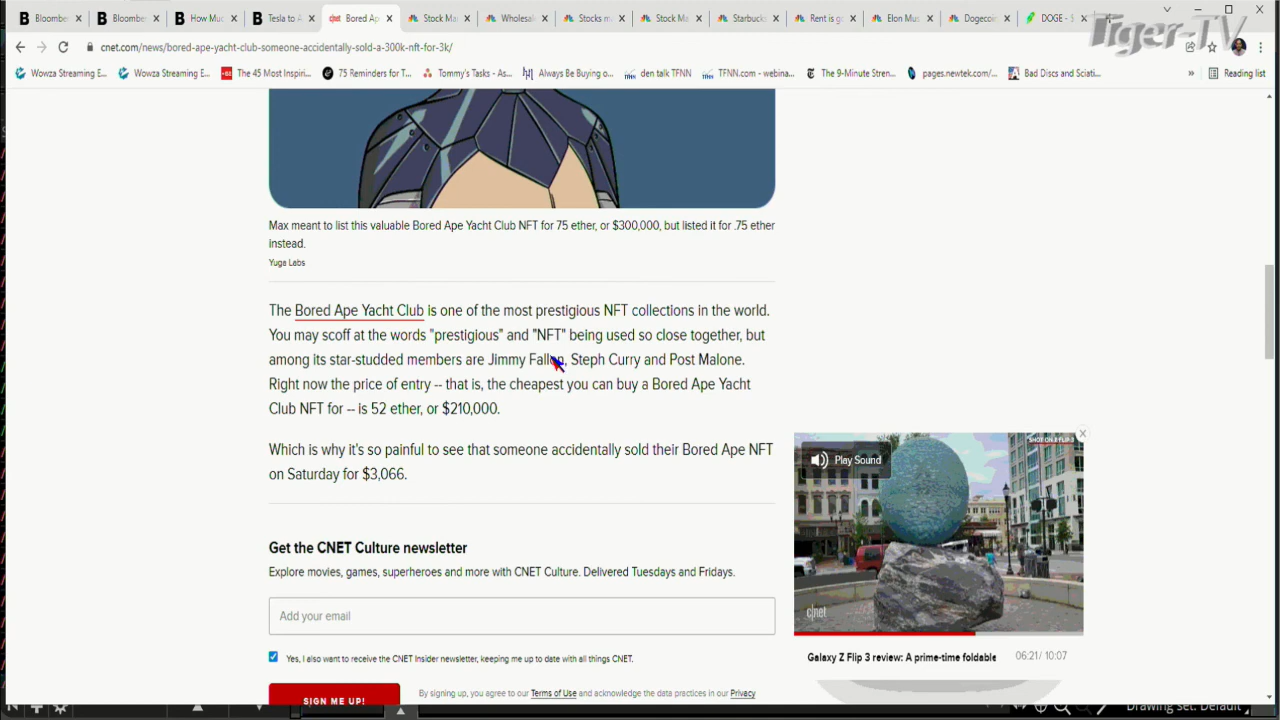 Bloomber
Bloomber
How Muc
Tesla to A
Bored Ap
Stock Ma
Wholesal
Stocks m
Stock Ma
Starbucks
Rent is g
Elon Mus
Dogecoin
DOGE - $
Tiger-TV
cnet.com/news/bored-ape-yacht-club-someone-accidentally-sold-a-300k-nft-for-3k/
Wowza Streaming E...
Wowza Streaming E...
The 45 Most Inspiri...
75 Reminders for T...
Tommy's Tasks - As...
Always Be Buying o...
den talk TFNN
TFNN.com - webina...
The 9-Minute Stren...
pages.newtek.com/...
Bad Discs and Sciati...
»
Reading list
Max meant to list this valuable Bored Ape Yacht Club NFT for 75 ether, or $300,000, but listed it for .75 ether
instead.
Yuga Labs
The Bored Ape Yacht Club is one of the most prestigious NFT collections in the world.
You may scoff at the words "prestigious" and "NFT" being used so close together, but
among its star-studded members are Jimmy Fallon, Steph Curry and Post Malone.
Right now the price of entry -- that is, the cheapest you can buy a Bored Ape Yacht
Club NFT for -- is 52 ether, or $210,000.
Which is why it's so painful to see that someone accidentally sold their Bored Ape NFT
on Saturday for $3,066.
SHOT ON Z FLIP 3
Play Sound
c|net
Galaxy Z Flip 3 review: A prime-time foldable
06:21/ 10:07
Get the CNET Culture newsletter
Explore movies, games, superheroes and more with CNET Culture. Delivered Tuesdays and Fridays.
Add your email
Yes, I also want to receive the CNET Insider newsletter, keeping me up to date with all things CNET.
SIGN ME UP!
By signing up, you agree to our Terms of Use and acknowledge the data practices in our Privacy
Drawing set: Default